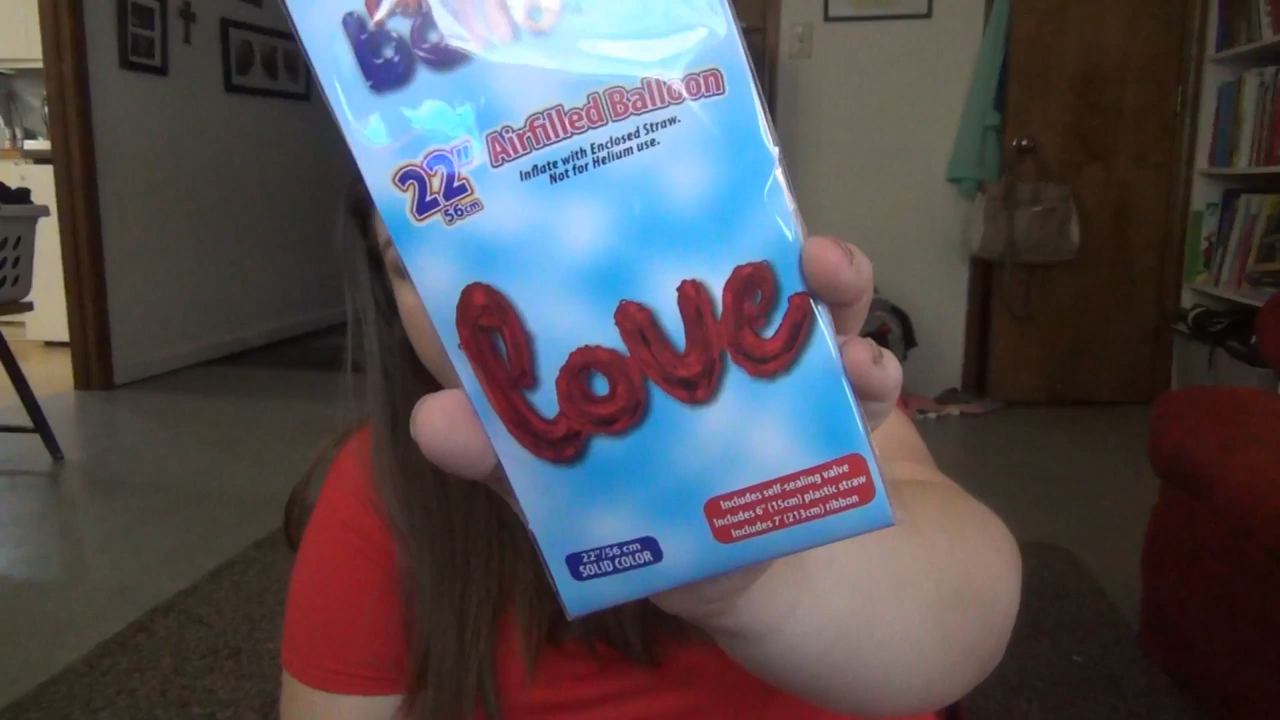 Airfilled Balloon
Inflate with Enclosed Straw.
Not for Helium use.
22"
56cm
love
Includes self-sealing valve
Includes 6" (15cm) plastic straw
Includes 7' (213cm) ribbon
22"/56 cm
SOLID COLOR